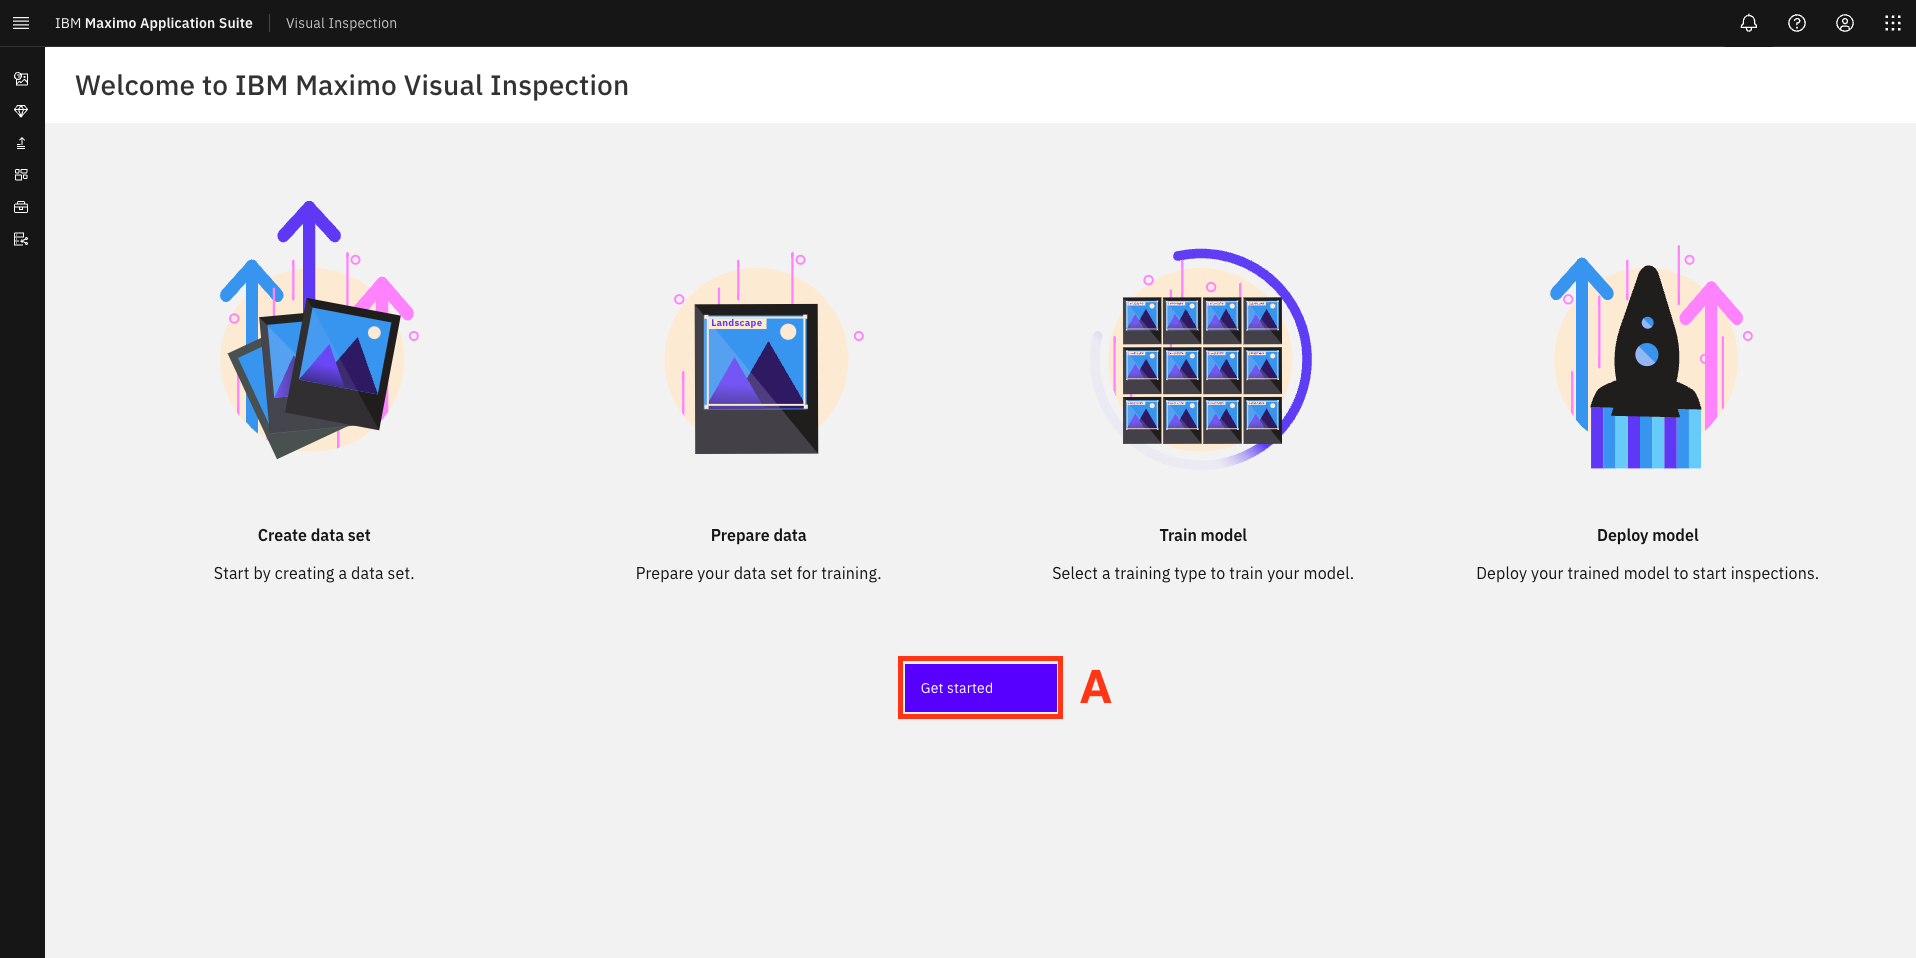 IBM Maximo Application Suite Visual Inspection
Welcome to IBM Maximo Visual Inspection
Landscape
Create data set
Start by creating a data set.
Prepare data
Prepare your data set for training.
Train model
Select a training type to train your model.
Deploy model
Deploy your trained model to start inspections.
Get started
A